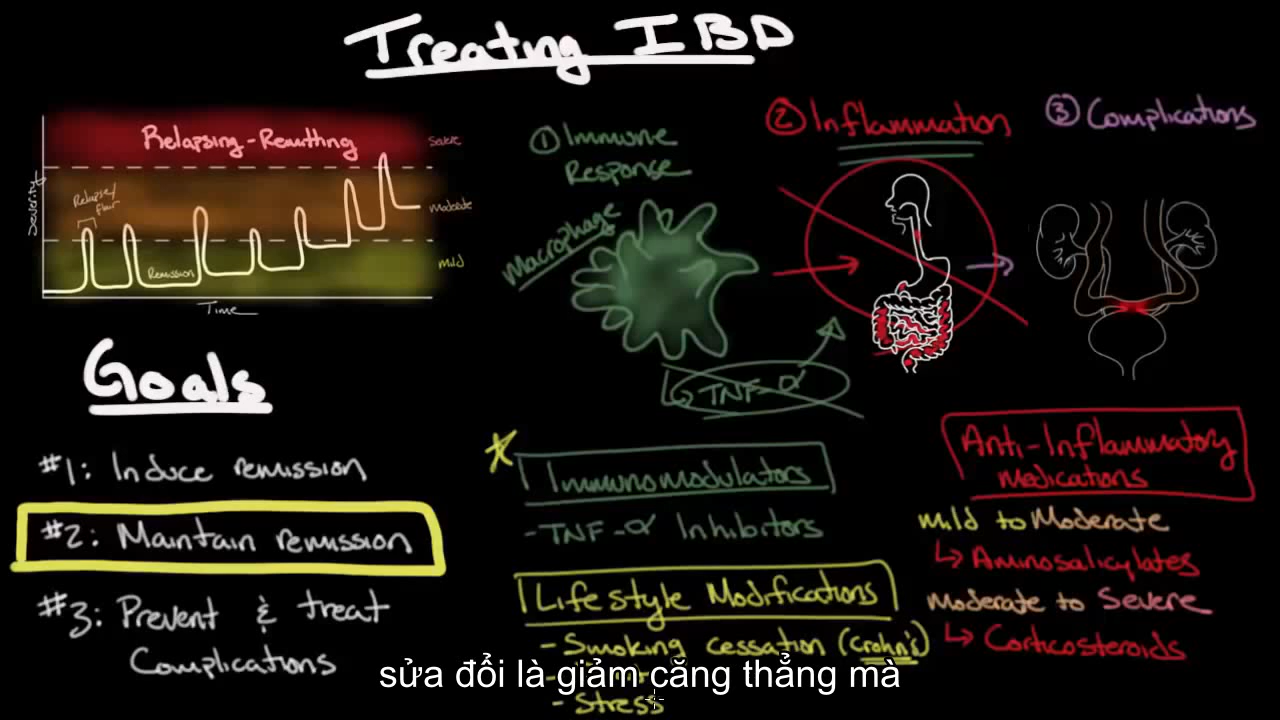 Treating IBD
Relapsing-Remitting
Severe
Moderate
Mild
Severity
Relapse/
flair
Remission
Time
① Immune
Response
Macrophage
TNF-α
② Inflammation
③ Complications
Goals
#1: Induce remission
#2: Maintain remission
#3: Prevent & treat
Complications
Immunomodulators
- TNF-α Inhibitors
Lifestyle Modifications
- Smoking cessation (Crohn's)
- Stress
Anti-Inflammatory
medications
mild to Moderate
↳ Aminosalicylates
moderate to Severe
↳ Corticosteroids
sửa đổi là giảm căng thẳng mà